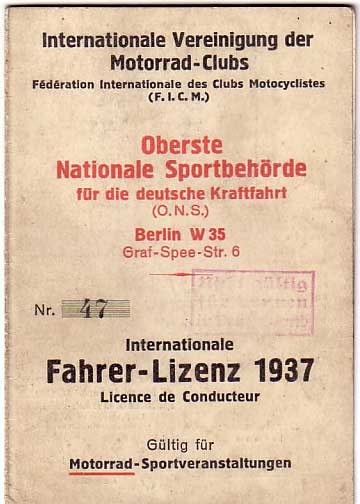 Internationale Vereinigung der
Motorrad-Clubs
Fédération Internationale des Clubs Motocyclistes
(F.I.C.M.)
Oberste
Nationale Sportbehörde
für die deutsche Kraftfahrt
(O.N.S.)
Berlin W 35
Graf-Spee-Str. 6
gültig
Nr. 47
Internationale
Fahrer-Lizenz 1937
Licence de Conducteur
Gültig für
Motorrad-Sportveranstaltungen